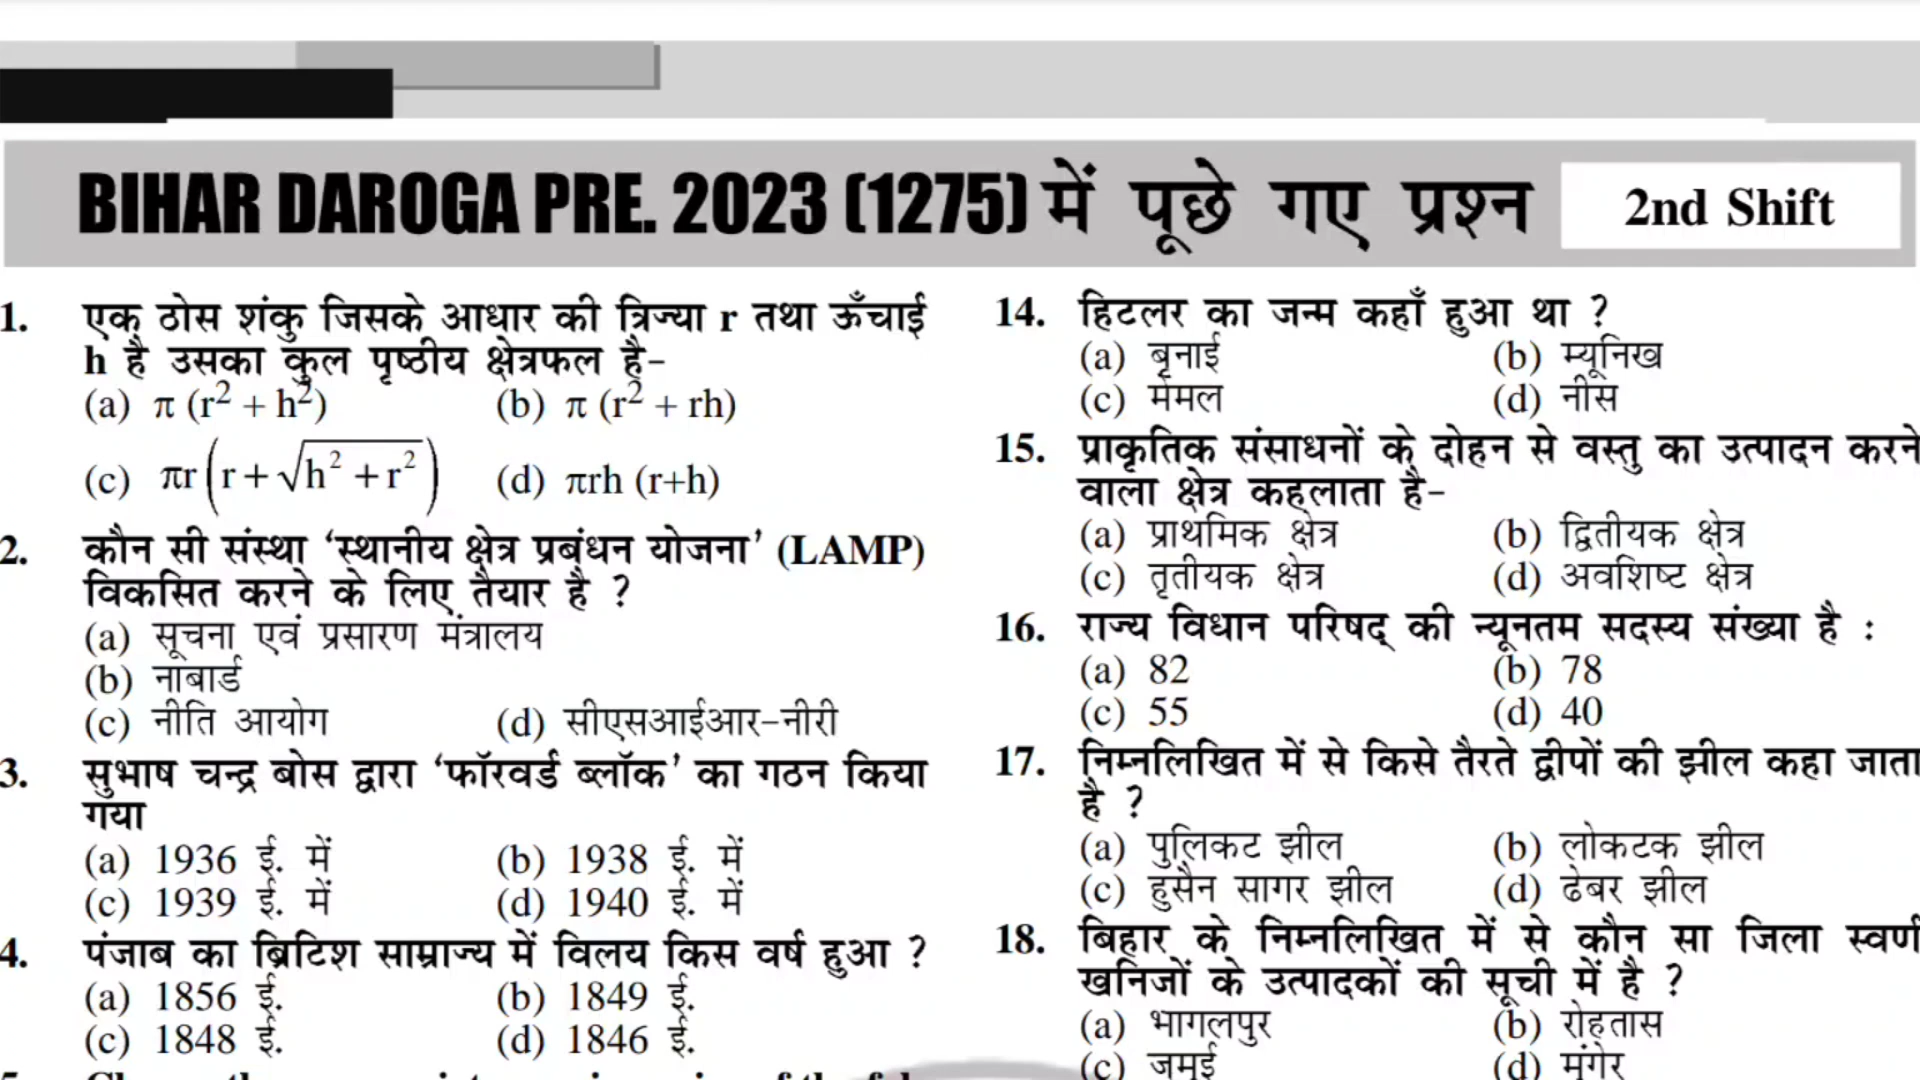 BIHAR DAROGA PRE. 2023 (1275) में पूछे गए प्रश्न 2nd Shift
1. एक ठोस शंकु जिसके आधार की त्रिज्या r तथा ऊँचाई
h है उसका कुल पृष्ठीय क्षेत्रफल है-
(a) π (r² + h²) (b) π (r² + rh)
(c) πr(r + √(h² + r²)) (d) πrh (r+h)
2. कौन सी संस्था ‘स्थानीय क्षेत्र प्रबंधन योजना’ (LAMP)
विकसित करने के लिए तैयार है ?
(a) सूचना एवं प्रसारण मंत्रालय
(b) नाबार्ड
(c) नीति आयोग (d) सीएसआईआर-नीरी
3. सुभाष चन्द्र बोस द्वारा ‘फॉरवर्ड ब्लॉक’ का गठन किया
गया
(a) 1936 ई. में (b) 1938 ई. में
(c) 1939 ई. में (d) 1940 ई. में
4. पंजाब का ब्रिटिश साम्राज्य में विलय किस वर्ष हुआ ?
(a) 1856 ई. (b) 1849 ई.
(c) 1848 ई. (d) 1846 ई.
14. हिटलर का जन्म कहाँ हुआ था ?
(a) बृनाई (b) म्यूनिख
(c) मेमल (d) नीस
15. प्राकृतिक संसाधनों के दोहन से वस्तु का उत्पादन करने
वाला क्षेत्र कहलाता है-
(a) प्राथमिक क्षेत्र (b) द्वितीयक क्षेत्र
(c) तृतीयक क्षेत्र (d) अवशिष्ट क्षेत्र
16. राज्य विधान परिषद् की न्यूनतम सदस्य संख्या है :
(a) 82 (b) 78
(c) 55 (d) 40
17. निम्नलिखित में से किसे तैरते द्वीपों की झील कहा जाता
है ?
(a) पुलिकट झील (b) लोकटक झील
(c) हुसैन सागर झील (d) ढेबर झील
18. बिहार के निम्नलिखित में से कौन सा जिला स्वर्ण
खनिजों के उत्पादकों की सूची में है ?
(a) भागलपुर (b) रोहतास
(c) जमुई (d) मुंगेर